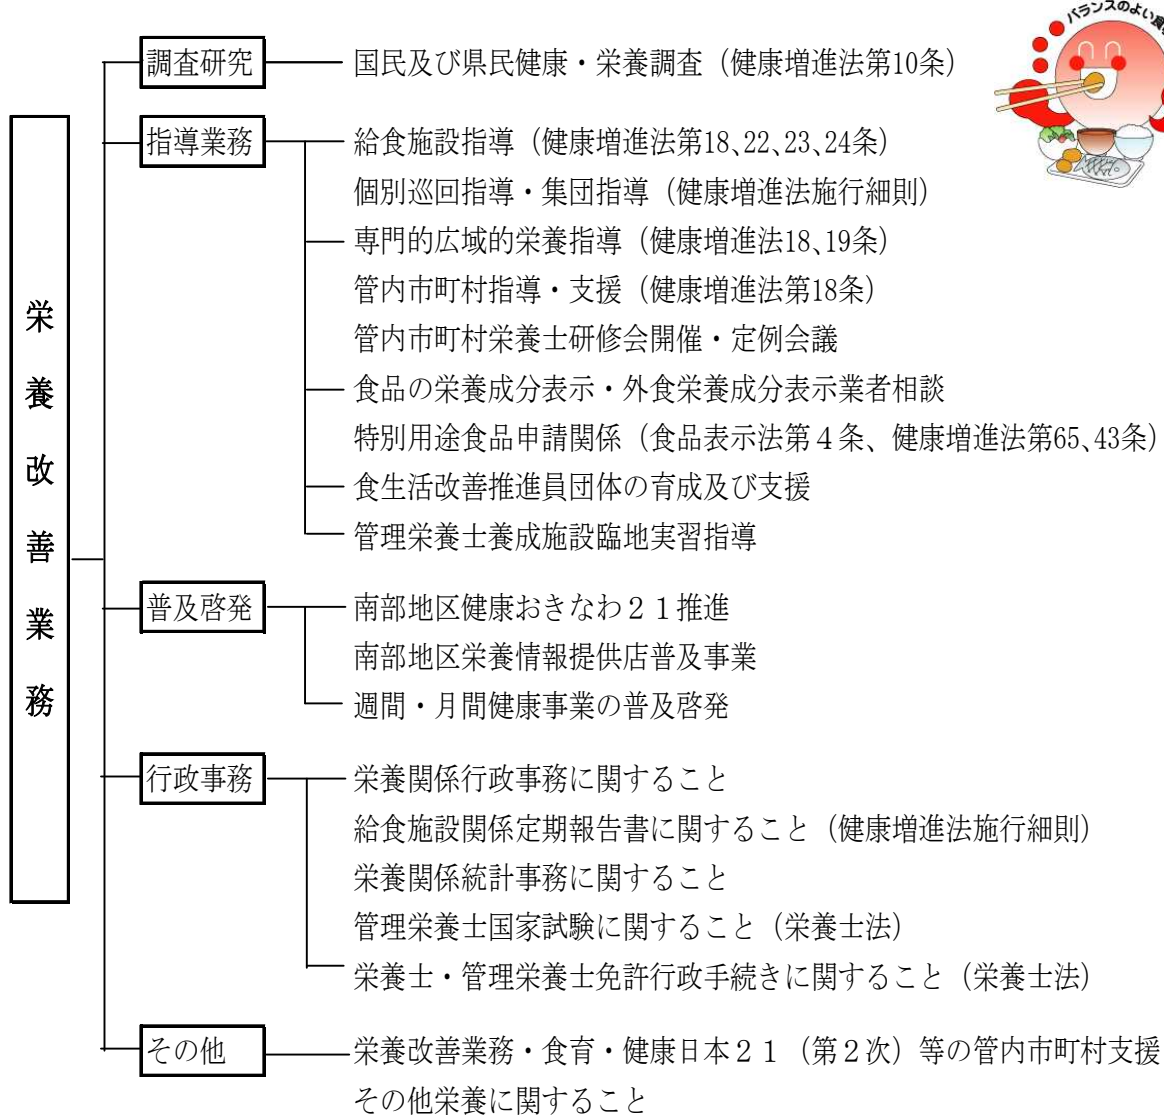 バランスのよい食
調査研究 国民及び県民健康・栄養調査（健康増進法第10条）
指導業務 給食施設指導（健康増進法第18、22、23、24条）
個別巡回指導・集団指導（健康増進法施行細則）
専門的広域的栄養指導（健康増進法18、19条）
管内市町村指導・支援（健康増進法第18条）
管内市町村栄養士研修会開催・定例会議
食品の栄養成分表示・外食栄養成分表示業者相談
特別用途食品申請関係（食品表示法第４条、健康増進法第65、43条）
食生活改善推進員団体の育成及び支援
管理栄養士養成施設臨地実習指導
栄養改善業務
普及啓発 南部地区健康おきなわ２１推進
南部地区栄養情報提供店普及事業
週間・月間健康事業の普及啓発
行政事務 栄養関係行政事務に関すること
給食施設関係定期報告書に関すること（健康増進法施行細則）
栄養関係統計事務に関すること
管理栄養士国家試験に関すること（栄養士法）
栄養士・管理栄養士免許行政手続きに関すること（栄養士法）
その他 栄養改善業務・食育・健康日本２１（第２次）等の管内市町村支援
その他栄養に関すること